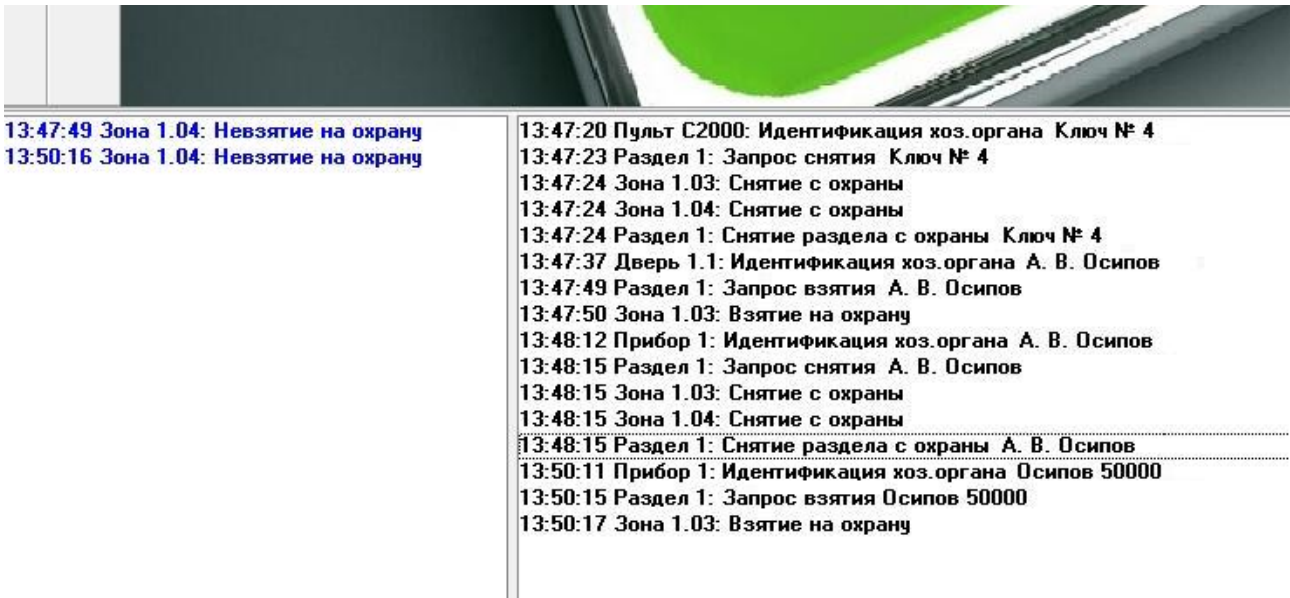 13:47:49 Зона 1.04: Невзятие на охрану
13:50:16 Зона 1.04: Невзятие на охрану
13:47:20 Пульт С2000: Идентификация хоз.органа Ключ № 4
13:47:23 Раздел 1: Запрос снятия Ключ № 4
13:47:24 Зона 1.03: Снятие с охраны
13:47:24 Зона 1.04: Снятие с охраны
13:47:24 Раздел 1: Снятие раздела с охраны Ключ № 4
13:47:37 Дверь 1.1: Идентификация хоз.органа А. В. Осипов
13:47:49 Раздел 1: Запрос взятия А. В. Осипов
13:47:50 Зона 1.03: Взятие на охрану
13:48:12 Прибор 1: Идентификация хоз.органа А. В. Осипов
13:48:15 Раздел 1: Запрос снятия А. В. Осипов
13:48:15 Зона 1.03: Снятие с охраны
13:48:15 Зона 1.04: Снятие с охраны
13:48:15 Раздел 1: Снятие раздела с охраны А. В. Осипов
13:50:11 Прибор 1: Идентификация хоз.органа Осипов 50000
13:50:15 Раздел 1: Запрос взятия Осипов 50000
13:50:17 Зона 1.03: Взятие на охрану